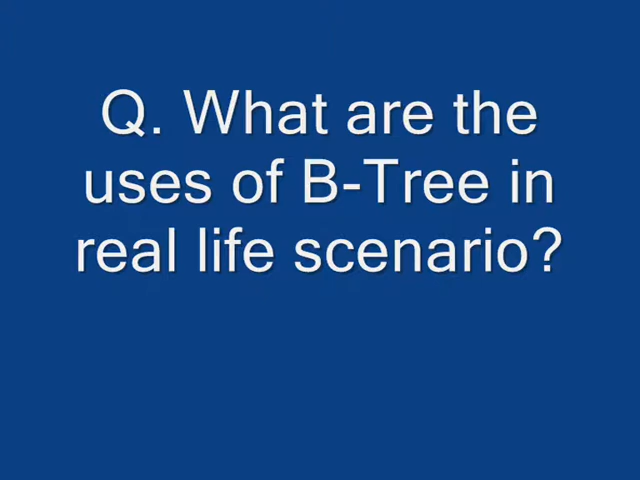 Q. What are the
uses of B-Tree in
real life scenario?